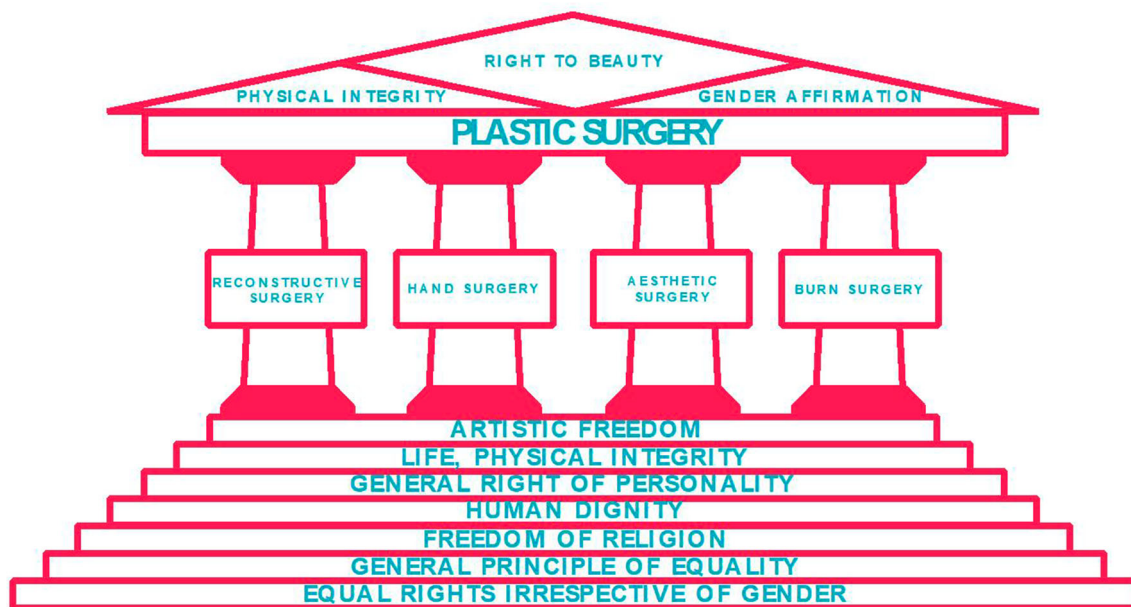 RIGHT TO BEAUTY
PHYSICAL INTEGRITY
GENDER AFFIRMATION
PLASTIC SURGERY
RECONSTRUCTIVE
SURGERY
HAND SURGERY
AESTHETIC
SURGERY
BURN SURGERY
ARTISTIC FREEDOM
LIFE, PHYSICAL INTEGRITY
GENERAL RIGHT OF PERSONALITY
HUMAN DIGNITY
FREEDOM OF RELIGION
GENERAL PRINCIPLE OF EQUALITY
EQUAL RIGHTS IRRESPECTIVE OF GENDER